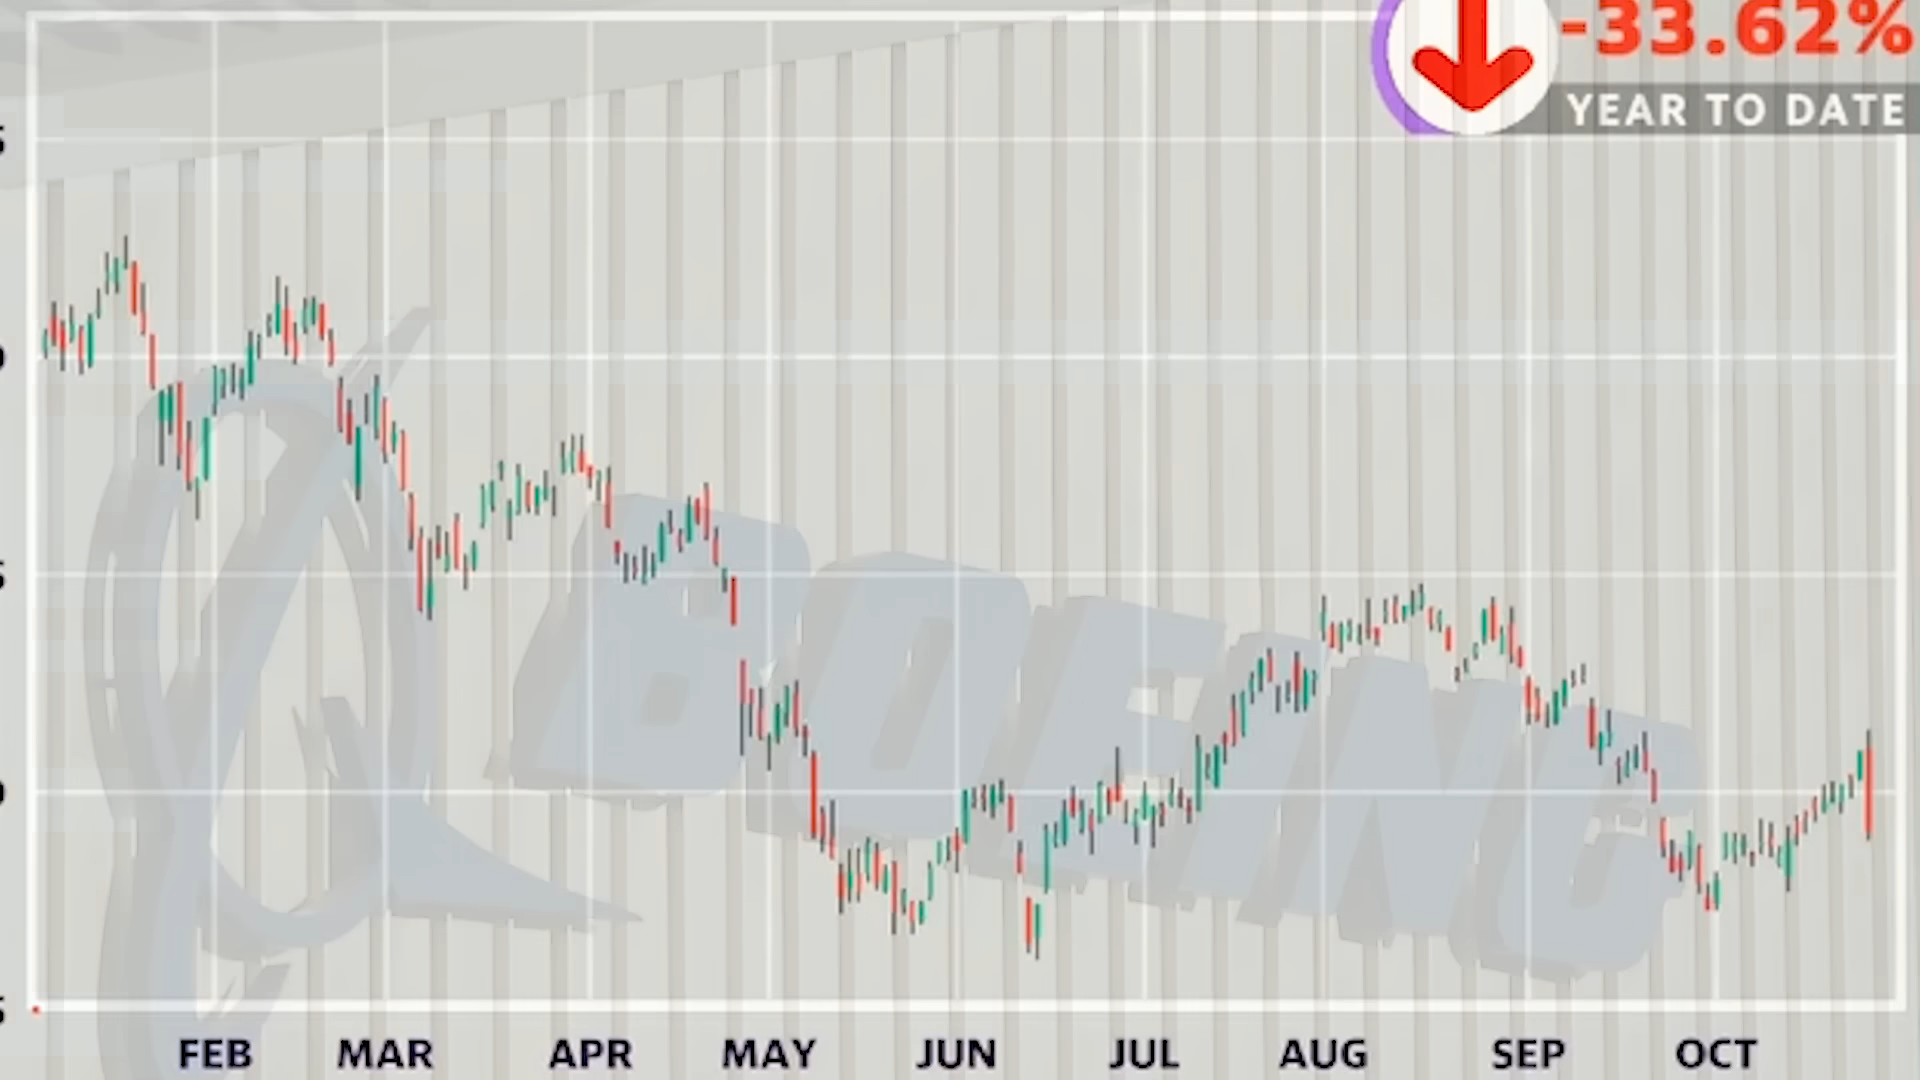 -33.62%
YEAR TO DATE
BOEING
FEB MAR APR MAY JUN JUL AUG SEP OCT